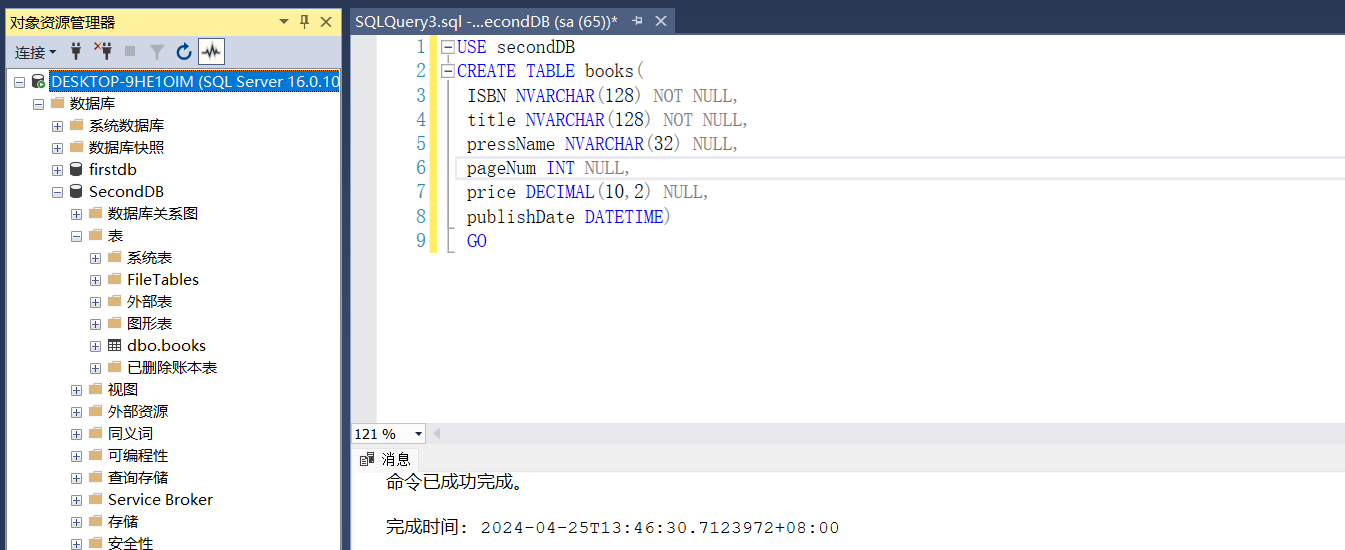 对象资源管理器
连接
DESKTOP-9HE1OIM (SQL Server 16.0.10
数据库
系统数据库
数据库快照
firstdb
SecondDB
数据库关系图
表
系统表
FileTables
外部表
图形表
dbo.books
已删除账本表
视图
外部资源
同义词
可编程性
查询存储
Service Broker
存储
安全性
SQLQuery3.sql -...econdDB (sa (65))*
1 USE secondDB
2 CREATE TABLE books(
3 ISBN NVARCHAR(128) NOT NULL,
4 title NVARCHAR(128) NOT NULL,
5 pressName NVARCHAR(32) NULL,
6 pageNum INT NULL,
7 price DECIMAL(10,2) NULL,
8 publishDate DATETIME)
9 GO
121 %
消息
命令已成功完成。
完成时间: 2024-04-25T13:46:30.7123972+08:00